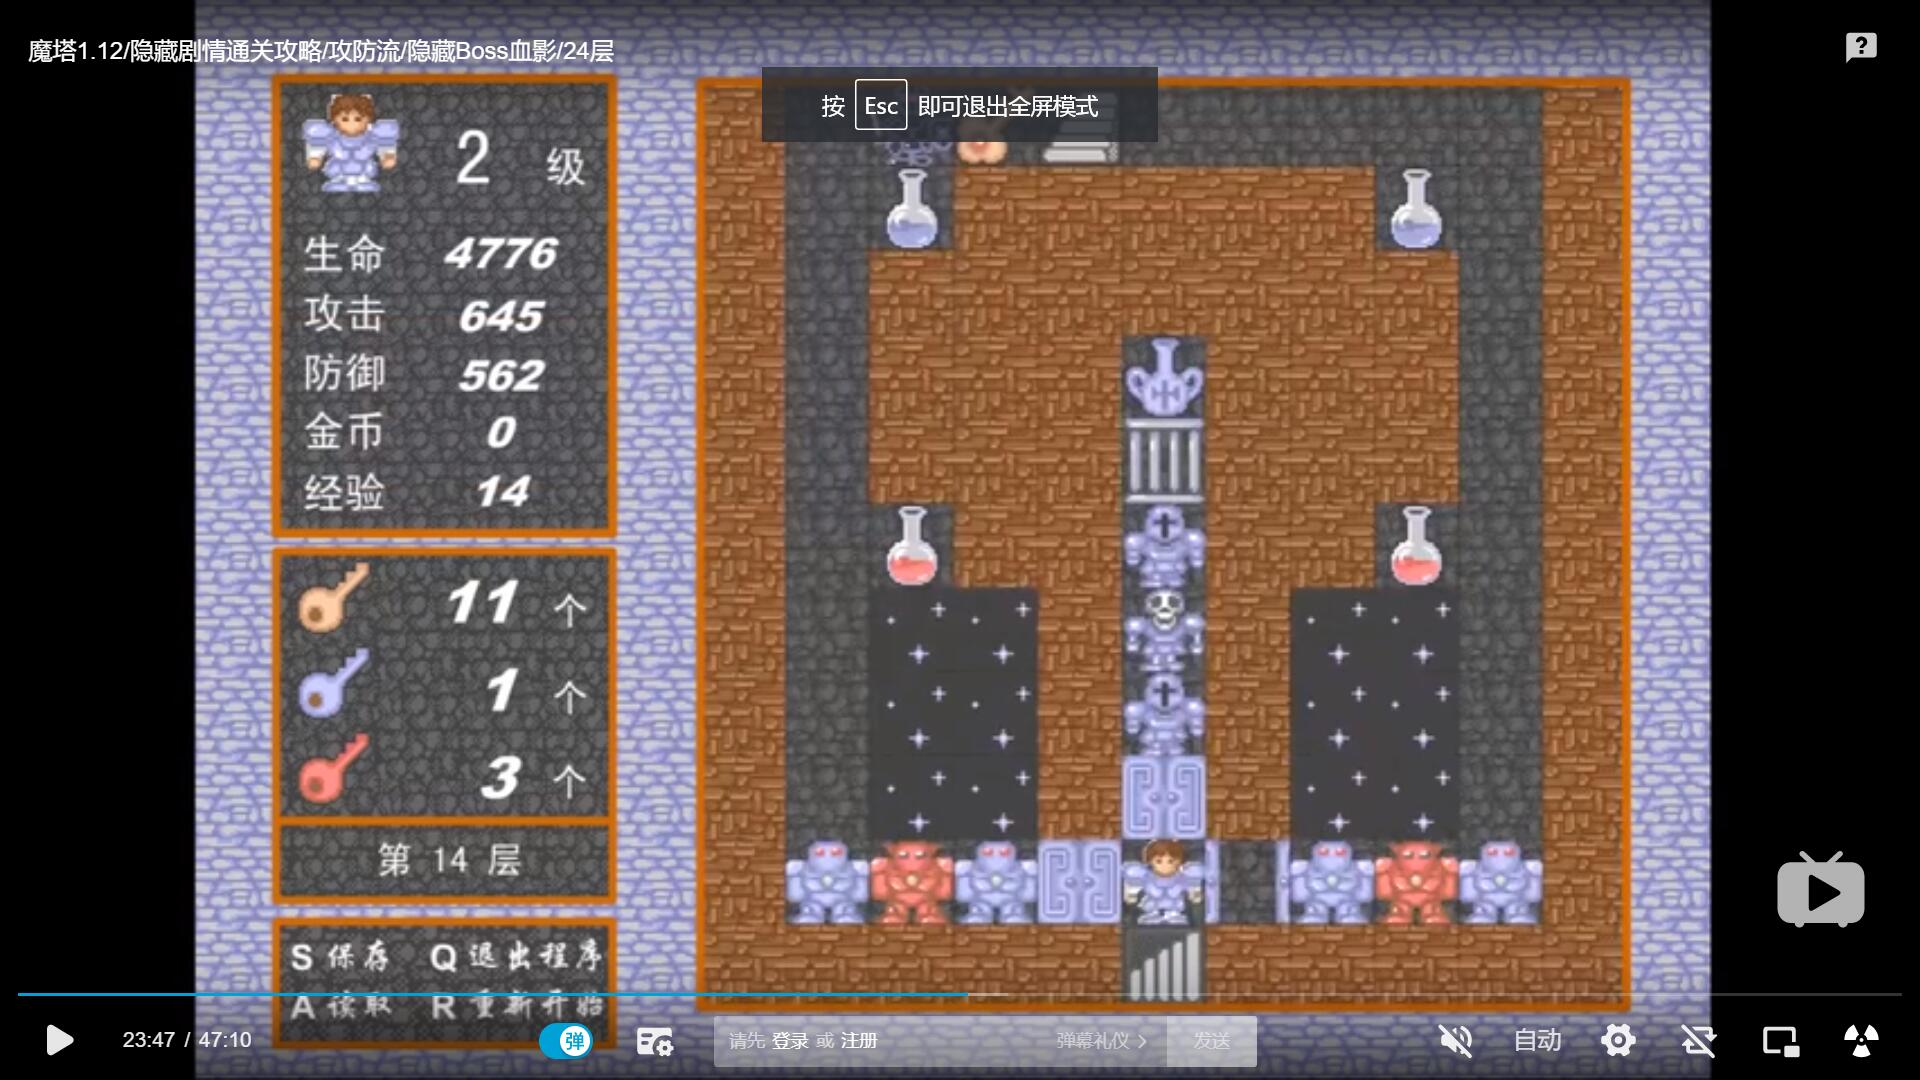 魔塔1.12/隐藏剧情通关攻略/攻防流/隐藏Boss血影/24层
按 Esc 即可退出全屏模式
2 级
生命 4776
攻击 645
防御 562
金币 0
经验 14
11 个
1 个
3 个
第 14 层
S 保存 Q 退出程序
A 读取 R 重新开始
23:47 / 47:10
弹
请先 登录 或 注册
弹幕礼仪 >
发送
自动